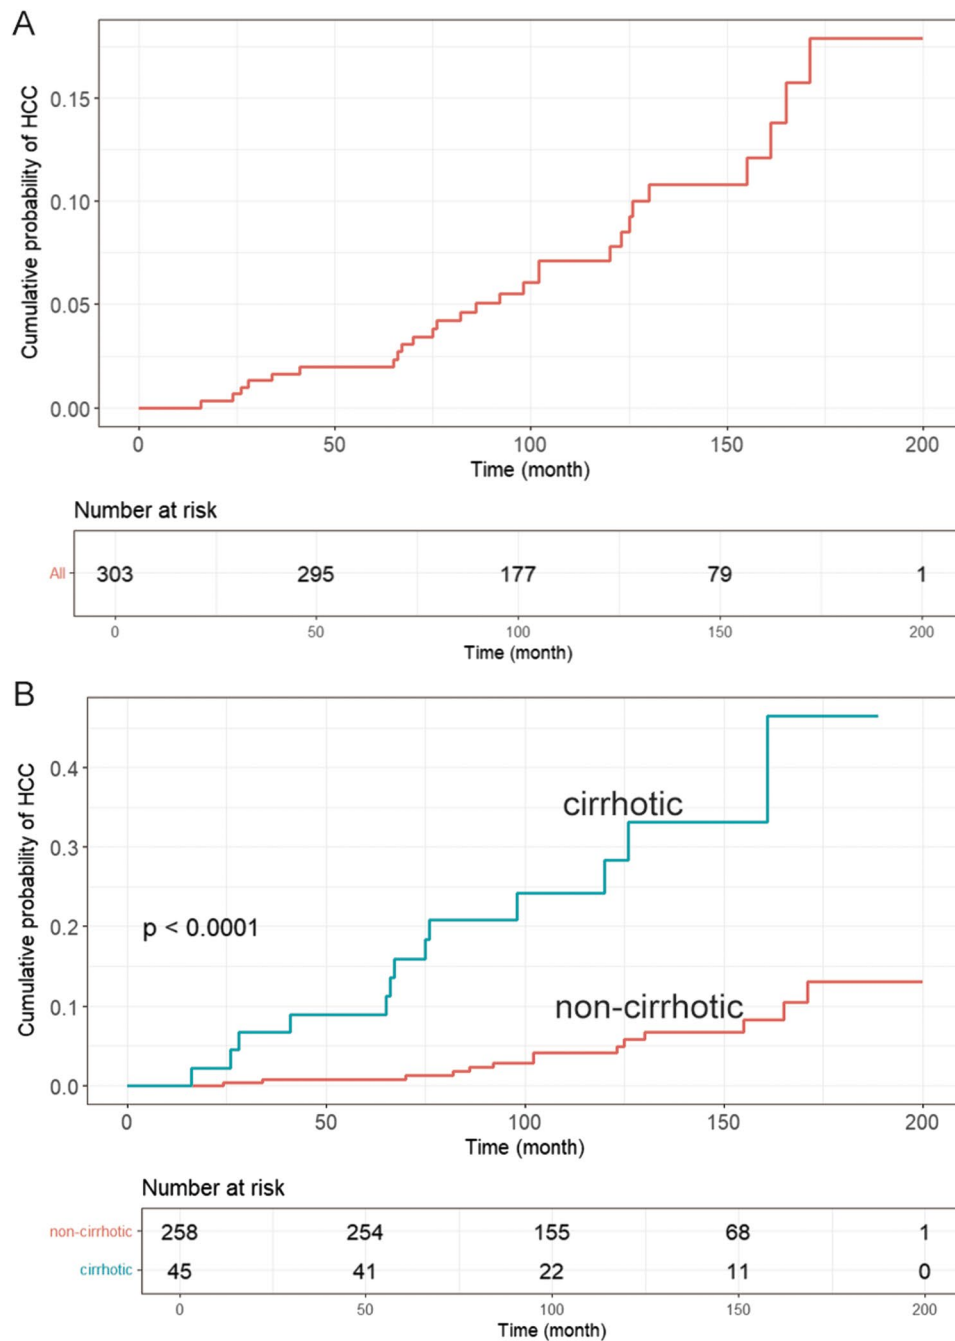 A
Cumulative probability of HCC
0.15
0.10
0.05
0.00
0 50 100 150 200
Time (month)
Number at risk
All 303 295 177 79 1
0 50 100 150 200
Time (month)
B
Cumulative probability of HCC
0.4
0.3
0.2
0.1
0.0
cirrhotic
p < 0.0001
non-cirrhotic
0 50 100 150 200
Time (month)
Number at risk
non-cirrhotic 258 254 155 68 1
cirrhotic 45 41 22 11 0
0 50 100 150 200
Time (month)